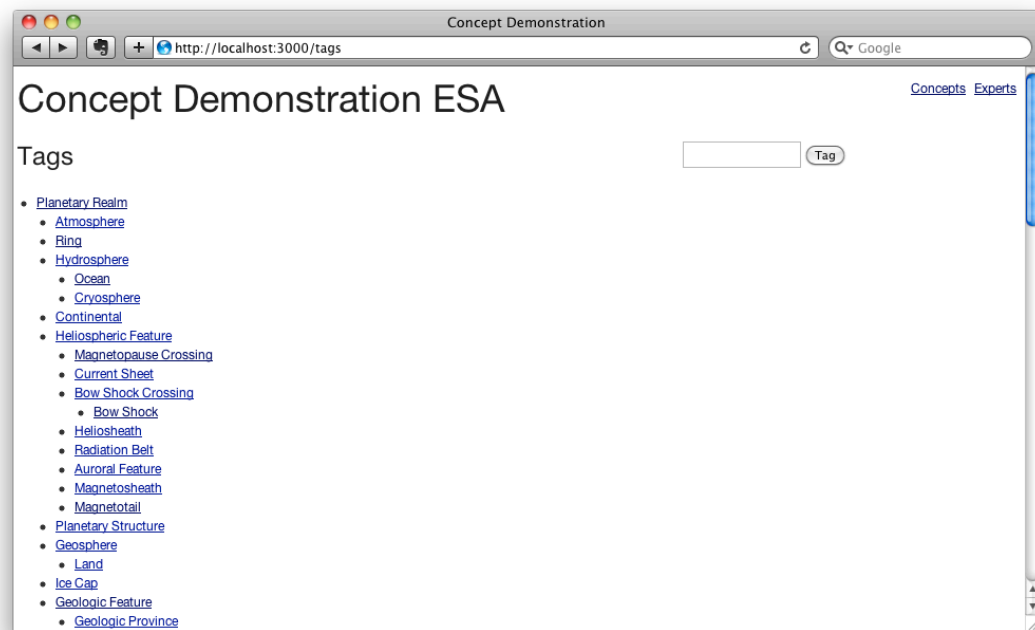 Concept Demonstration
http://localhost:3000/tags
Google
Concept Demonstration ESA
Concepts Experts
Tags
Tag
Planetary Realm
Atmosphere
Ring
Hydrosphere
Ocean
Cryosphere
Continental
Heliospheric Feature
Magnetopause Crossing
Current Sheet
Bow Shock Crossing
Bow Shock
Heliosheath
Radiation Belt
Auroral Feature
Magnetosheath
Magnetotail
Planetary Structure
Geosphere
Land
Ice Cap
Geologic Feature
Geologic Province